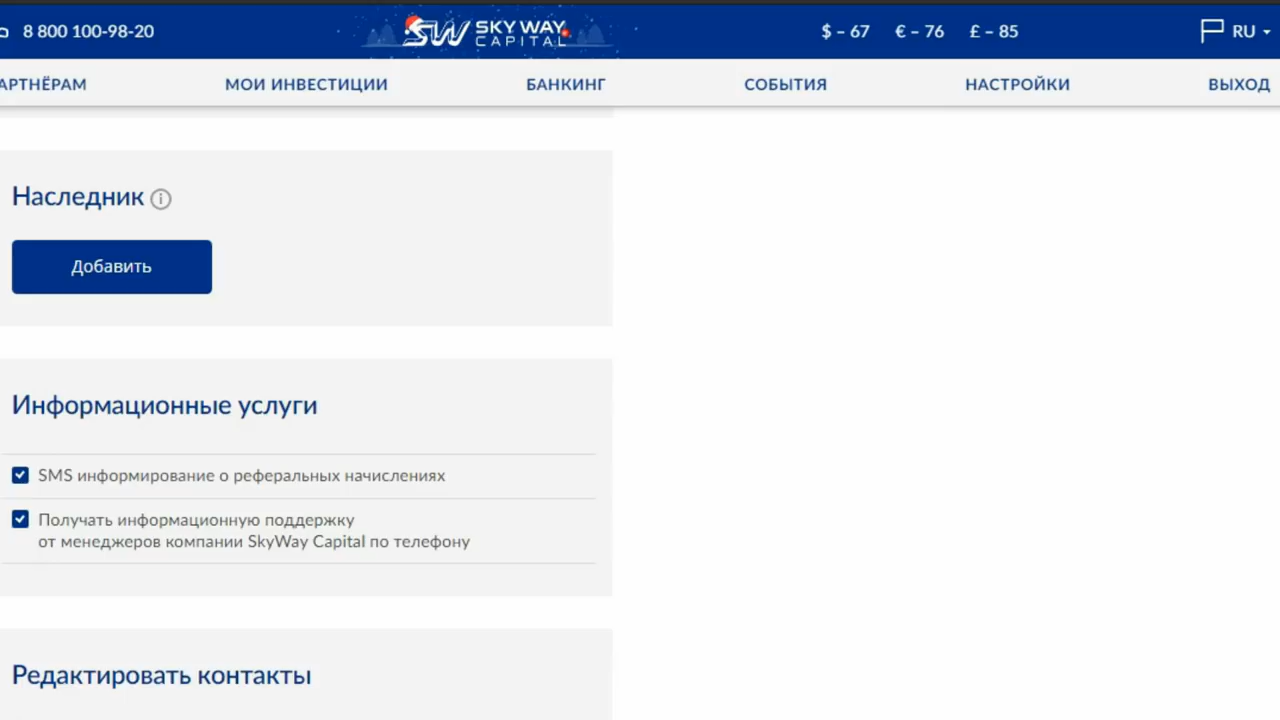 8 800 100-98-20
SW SKY WAY CAPITAL
$ – 67 € – 76 £ – 85
RU
АРТНЁРАМ МОИ ИНВЕСТИЦИИ БАНКИНГ СОБЫТИЯ НАСТРОЙКИ ВЫХОД
Наследник
Добавить
Информационные услуги
SMS информирование о реферальных начислениях
Получать информационную поддержку
от менеджеров компании SkyWay Capital по телефону
Редактировать контакты